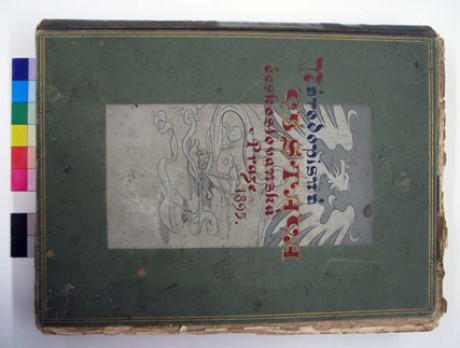 Národopisná
VÝSTAVA
českoslovanská
v Praze
1895.